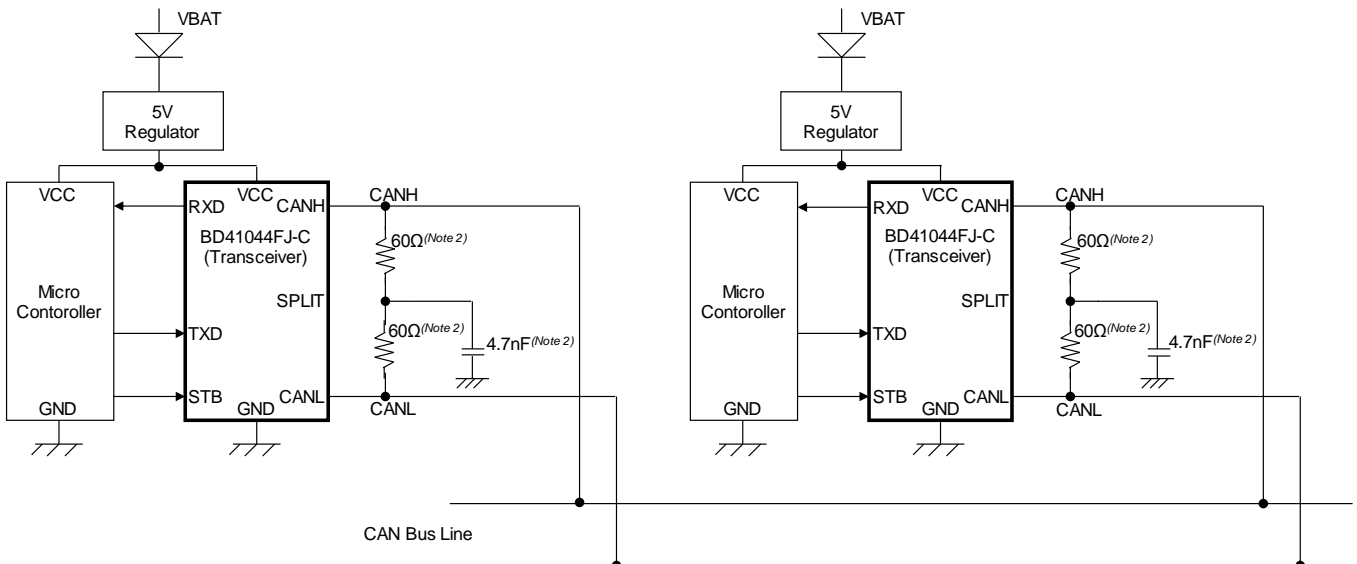 VBAT
5V
Regulator
VCC
Micro
Contoroller
GND
VCC
RXD
CANH
BD41044FJ-C
(Transceiver)
SPLIT
TXD
STB
CANL
GND
CANH
60Ω(Note 2)
60Ω(Note 2)
4.7nF(Note 2)
CANL
VBAT
5V
Regulator
VCC
Micro
Contoroller
GND
VCC
RXD
CANH
BD41044FJ-C
(Transceiver)
SPLIT
TXD
STB
CANL
GND
CANH
60Ω(Note 2)
60Ω(Note 2)
4.7nF(Note 2)
CANL
CAN Bus Line